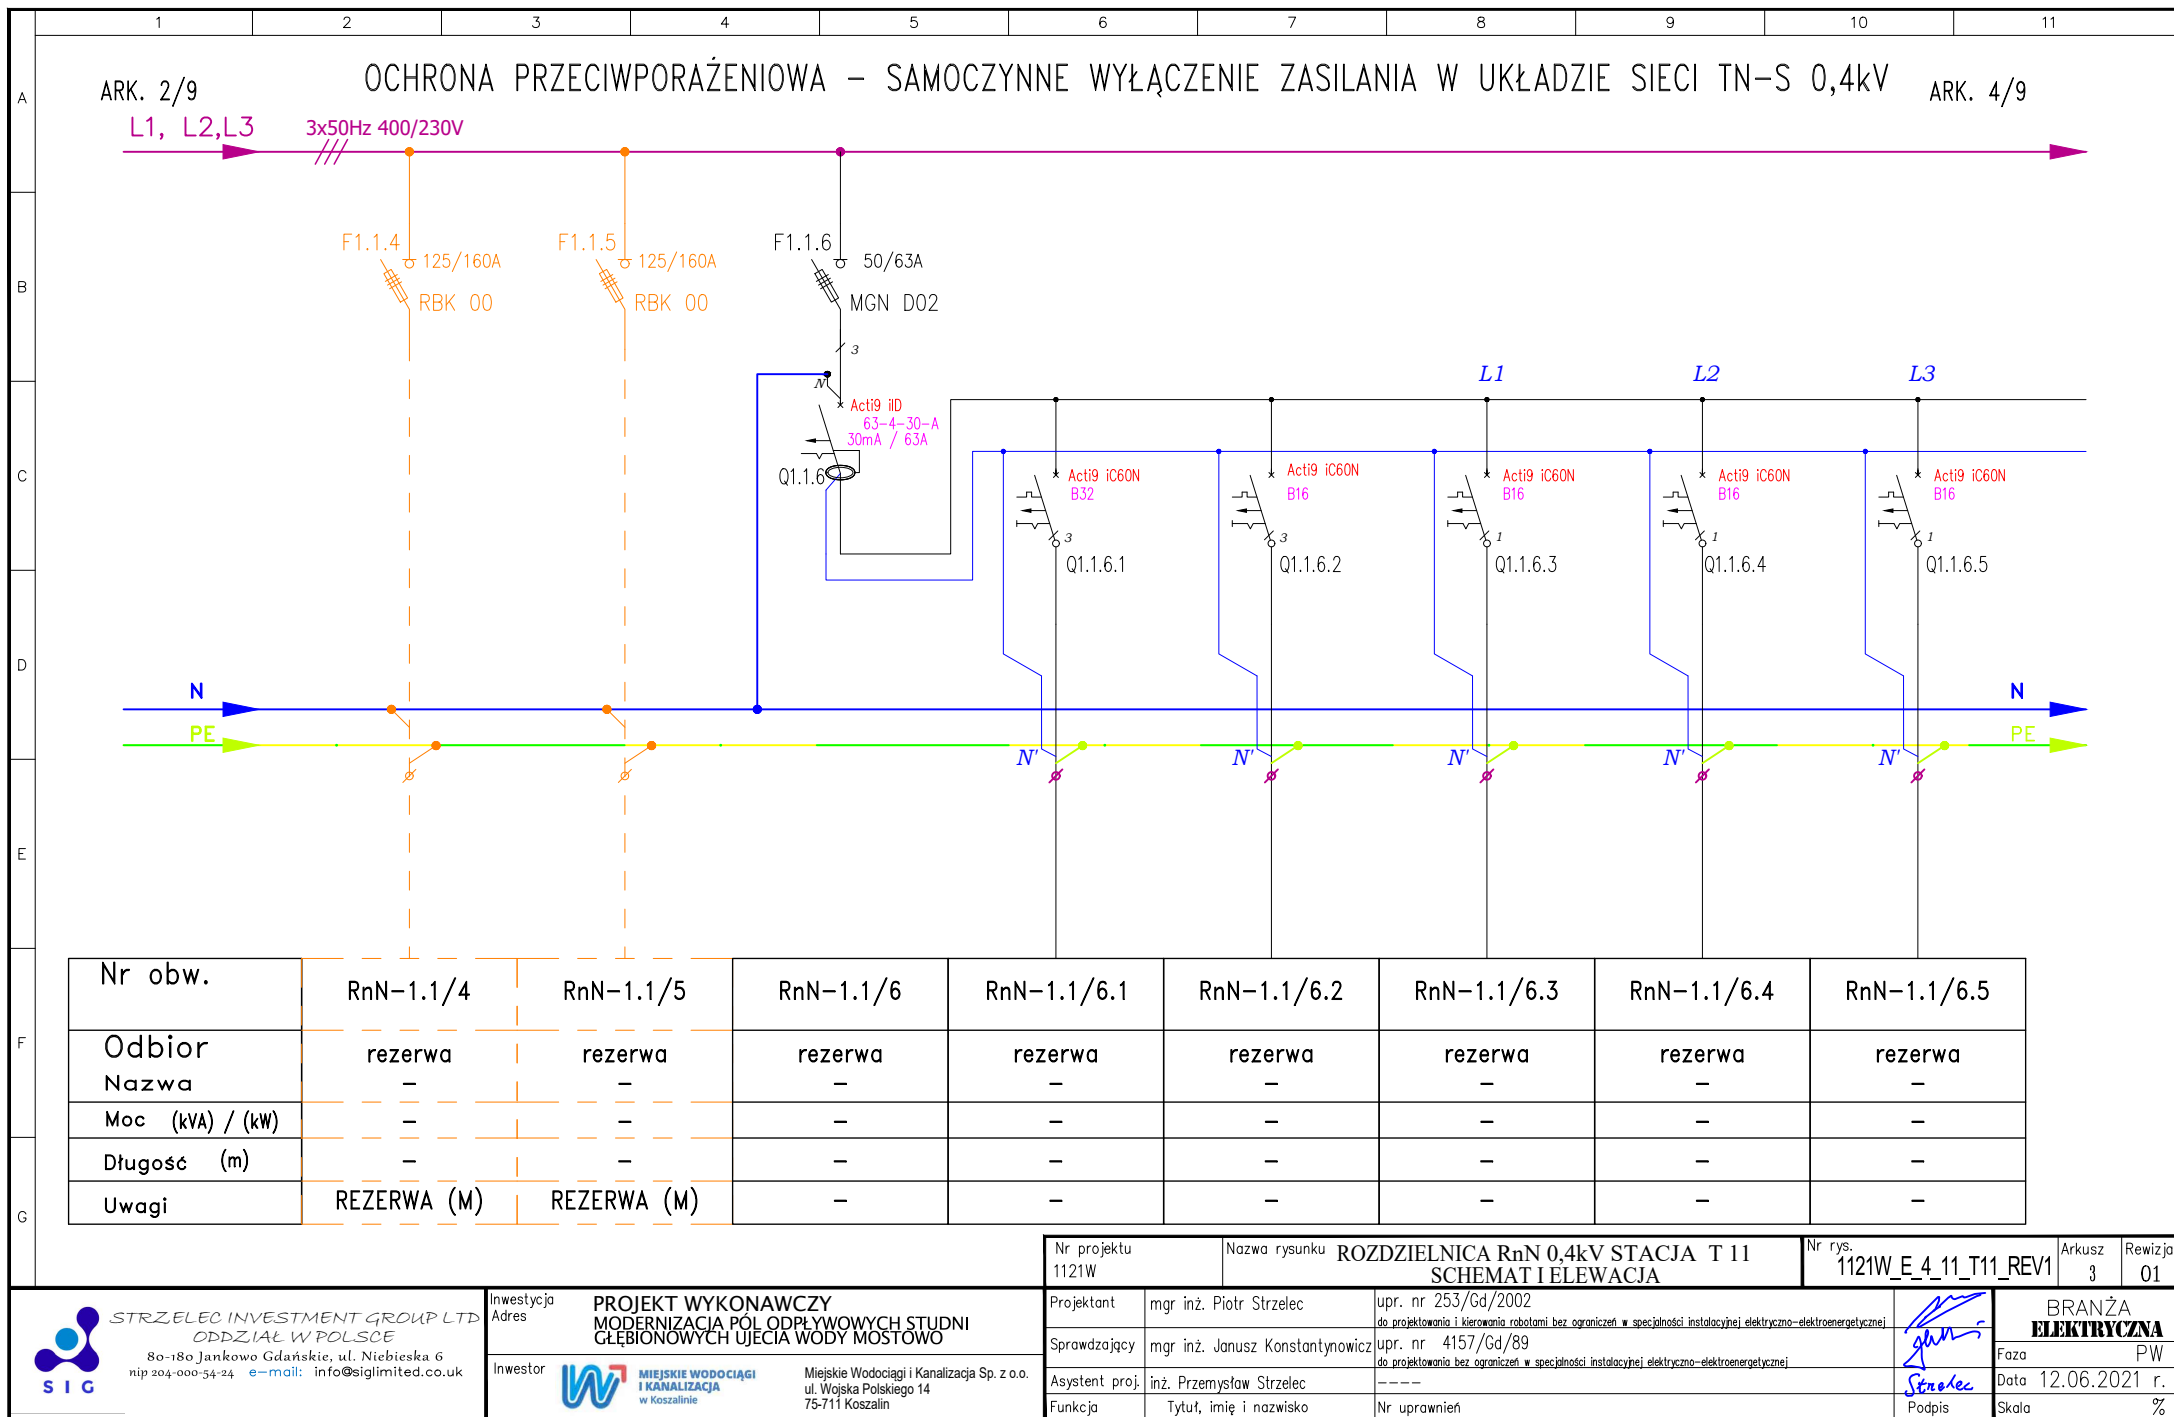 1 2 3 4 5 6 7 8 9 10 11
A
B
C
D
E
F
G
ARK. 2/9
OCHRONA PRZECIWPORAŻENIOWA – SAMOCZYNNE WYŁĄCZENIE ZASILANIA W UKŁADZIE SIECI TN–S 0,4kV
ARK. 4/9
L1, L2,L3
3x50Hz 400/230V
F1.1.4
125/160A
RBK 00
F1.1.5
125/160A
RBK 00
F1.1.6
50/63A
MGN D02
3
N
Acti9 iID
63–4–30–A
30mA / 63A
Q1.1.6
L1
L2
L3
Acti9 iC60N
B32
3
Q1.1.6.1
Acti9 iC60N
B16
3
Q1.1.6.2
Acti9 iC60N
B16
1
Q1.1.6.3
Acti9 iC60N
B16
1
Q1.1.6.4
Acti9 iC60N
B16
1
Q1.1.6.5
N
N
PE
PE
N' N' N' N' N'
Nr obw. RnN–1.1/4 RnN–1.1/5 RnN–1.1/6 RnN–1.1/6.1 RnN–1.1/6.2 RnN–1.1/6.3 RnN–1.1/6.4 RnN–1.1/6.5
Odbior rezerwa rezerwa rezerwa rezerwa rezerwa rezerwa rezerwa rezerwa
Nazwa – – – – – – – –
Moc (kVA) / (kW) – – – – – – – –
Długość (m) – – – – – – – –
Uwagi REZERWA (M) REZERWA (M) – – – – – –
Nr projektu
1121W
Nazwa rysunku ROZDZIELNICA RnN 0,4kV STACJA T 11
SCHEMAT I ELEWACJA
Nr rys.
1121W_E_4_11_T11_REV1
Arkusz
3
Rewizja
01
SIG
STRZELEC INVESTMENT GROUP LTD
ODDZIAŁ W POLSCE
80-180 Jankowo Gdańskie, ul. Niebieska 6
nip 204-000-54-24 e–mail: info@siglimited.co.uk
Inwestycja
Adres
PROJEKT WYKONAWCZY
MODERNIZACJA PÓL ODPŁYWOWYCH STUDNI
GŁĘBIONOWYCH UJECIA WODY MOSTOWO
Inwestor
MIEJSKIE WODOCIĄGI
I KANALIZACJA
w Koszalinie
Miejskie Wodociągi i Kanalizacja Sp. z o.o.
ul. Wojska Polskiego 14
75-711 Koszalin
Projektant mgr inż. Piotr Strzelec upr. nr 253/Gd/2002
do projektowania i kierowania robotami bez ograniczeń w specjalności instalacyjnej elektryczno–elektroenergetycznej
Sprawdzający mgr inż. Janusz Konstantynowicz upr. nr 4157/Gd/89
do projektowania bez ograniczeń w specjalności instalacyjnej elektryczno–elektroenergetycznej
Asystent proj. inż. Przemysław Strzelec ––––
Strzelec
Funkcja Tytuł, imię i nazwisko Nr uprawnień Podpis
BRANŻA
ELEKTRYCZNA
Faza PW
Data 12.06.2021 r.
Skala %